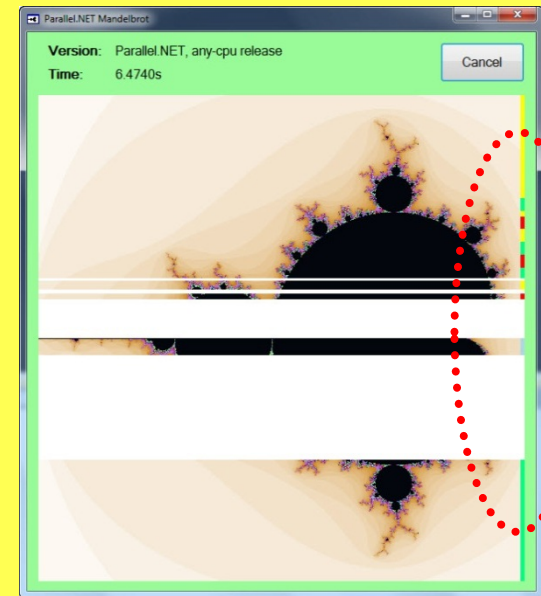 Parallel.NET Mandelbrot
Version: Parallel.NET, any-cpu release
Cancel
Time: 6.4740s